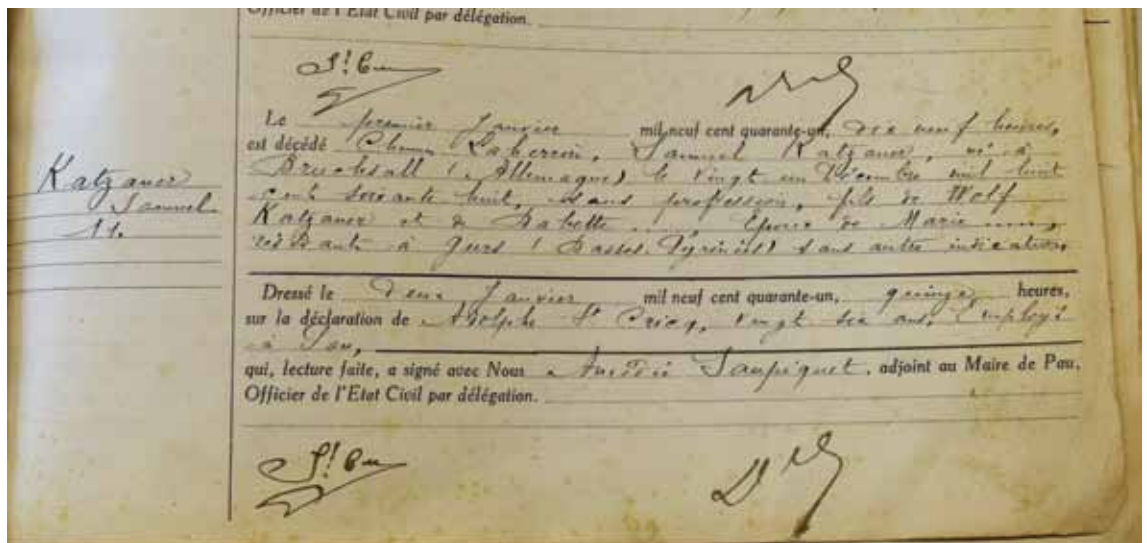 Officier de l'Etat Civil par délégation.
Le premier Janvier mil neuf cent quarante-un, dix neuf heures,
est décédé Chemin Laherrère, Samuel Katzauer, né à
Bruchsall (Allemagne) le vingt un Décembre mil huit
cent soixante huit, sans profession, fils de Wolf
Katzauer et de Babette ....., Epoux de Marie .....,
résidante à Gurs (Basses Pyrénées) sans autre indication.
Katzauer
Samuel
11.
Dressé le Deux Janvier mil neuf cent quarante-un, quinze heures,
sur la déclaration de Adolphe St Cricq, vingt six ans, Employé
à Pau,
qui, lecture faite, a signé avec Nous Saupiquet, adjoint au Maire de Pau,
Officier de l'Etat Civil par délégation.